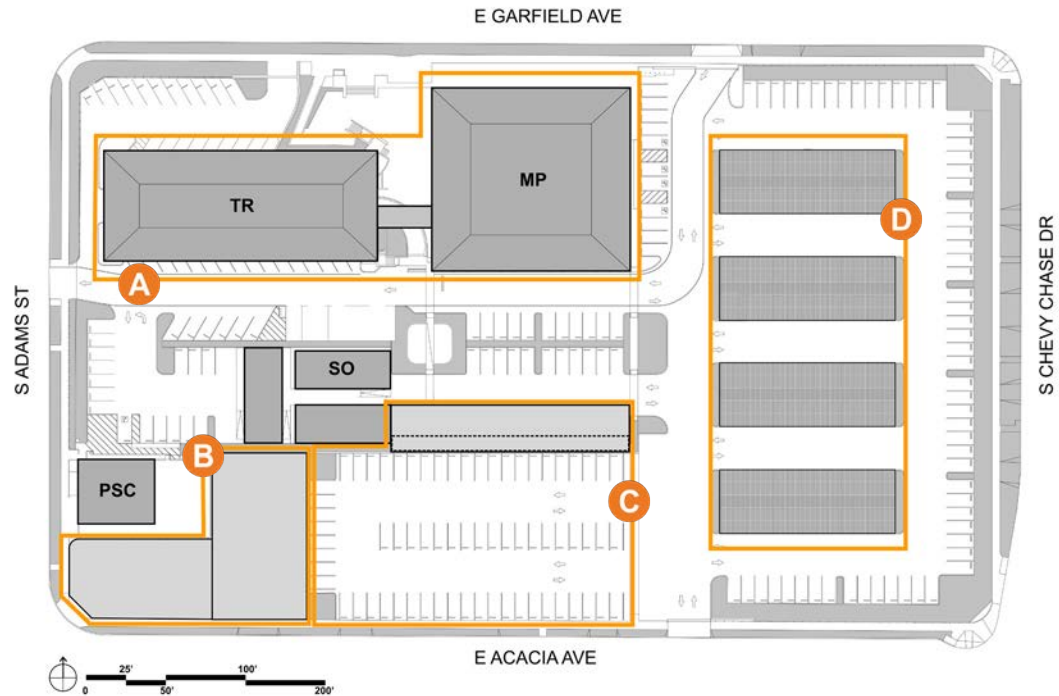 E GARFIELD AVE
MP
TR
D
A
S ADAMS ST
S CHEVY CHASE DR
SO
B
PSC
C
E ACACIA AVE
25' 100'
0 50' 200'